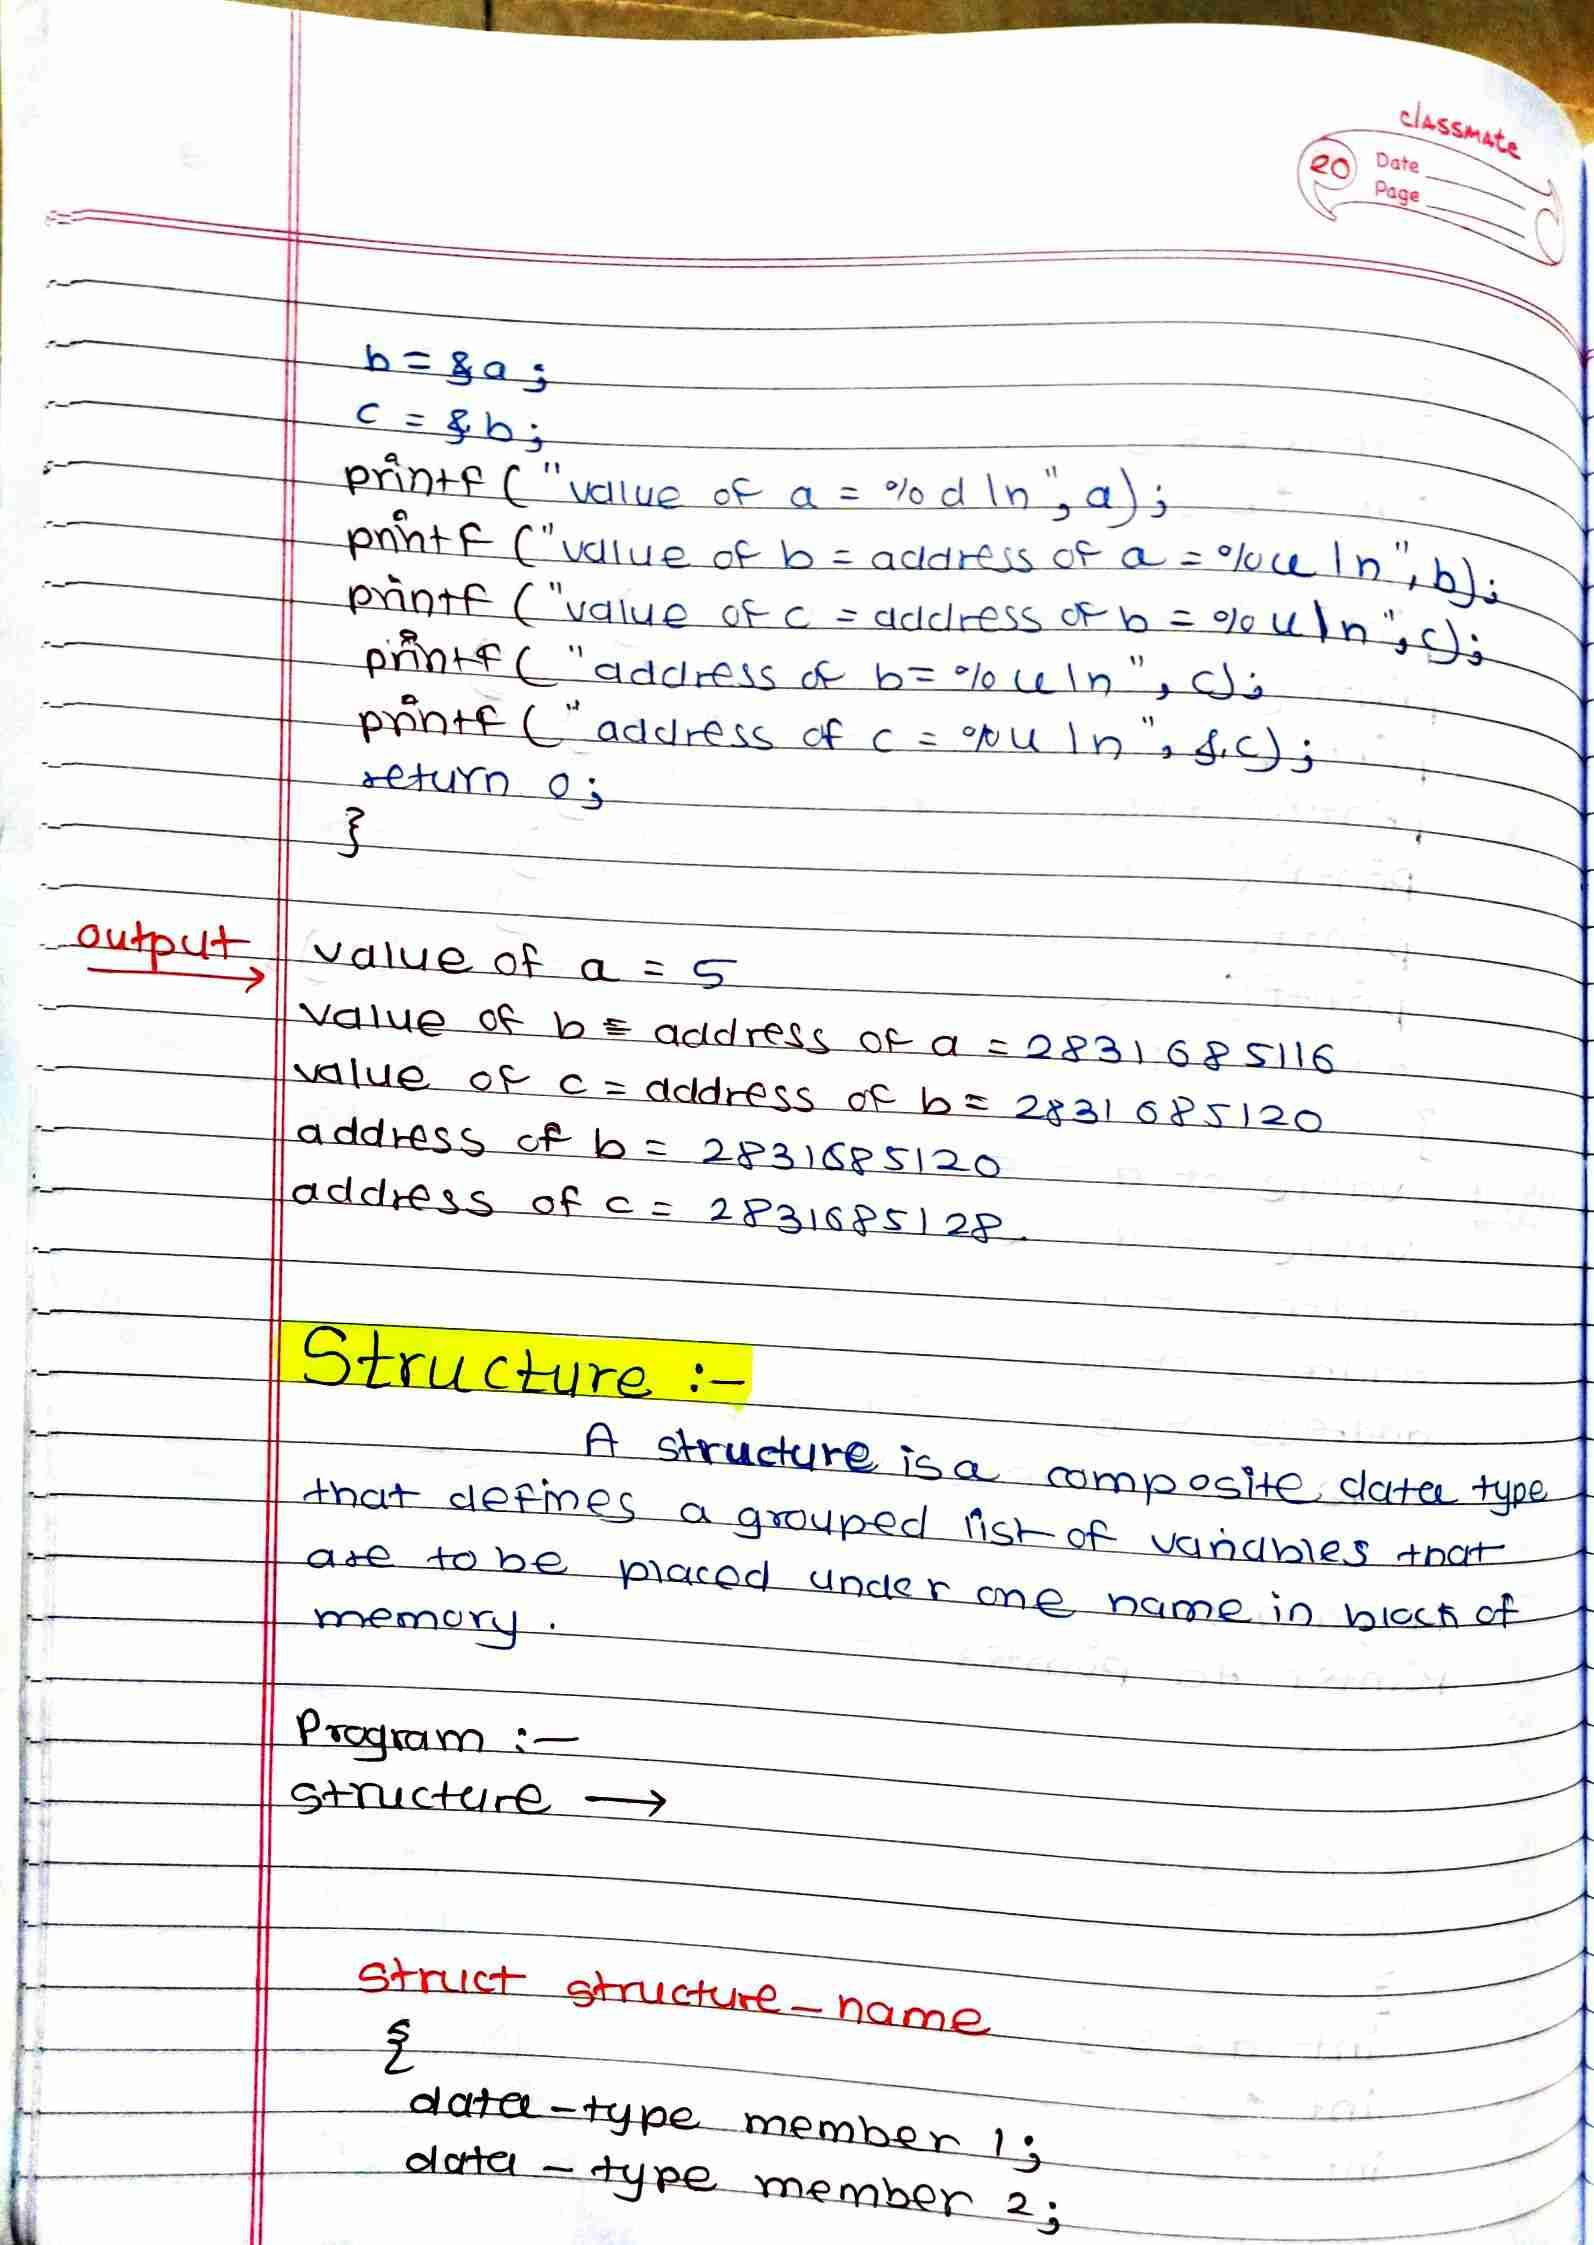 classmate
20
Date
Page
b = &a;
c = &b;
printf ("value of a = %d \n", a);
printf ("value of b = address of a = %u \n", b);
printf ("value of c = address of b = %u \n", c);
printf ("address of b = %u \n", c);
printf ("address of c = %u \n", &c);
return 0;
}
output
value of a = 5
value of b = address of a = 2831685116
value of c = address of b = 2831685120
address of b = 2831685120
address of c = 2831685128.
Structure :-
A structure is a composite data type
that defines a grouped list of variables that
are to be placed under one name in block of
memory.
Program :-
structure →
struct structure-name
{
data-type member 1;
data-type member 2;